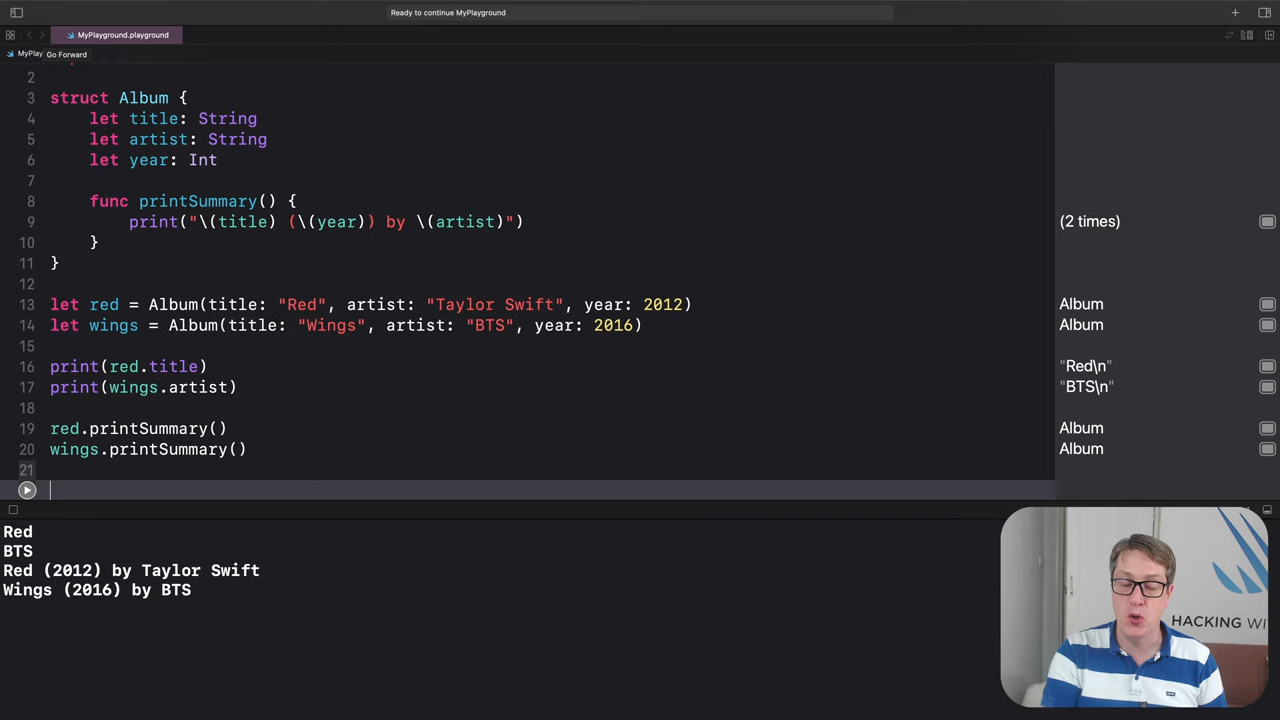 Ready to continue MyPlayground
MyPlayground.playground
MyPlay
Go Forward
2
3 struct Album {
4 let title: String
5 let artist: String
6 let year: Int
7
8 func printSummary() {
9 print("\(title) (\(year)) by \(artist)")
(2 times)
10 }
11 }
12
13 let red = Album(title: "Red", artist: "Taylor Swift", year: 2012)
Album
14 let wings = Album(title: "Wings", artist: "BTS", year: 2016)
Album
15
16 print(red.title)
"Red\n"
17 print(wings.artist)
"BTS\n"
18
19 red.printSummary()
Album
20 wings.printSummary()
Album
21
Red
BTS
Red (2012) by Taylor Swift
Wings (2016) by BTS
HACKING WI